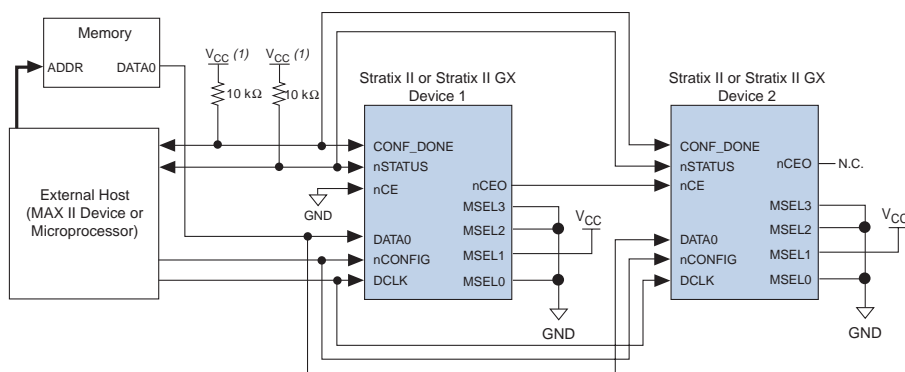 Memory
ADDR
DATA0
VCC (1)
VCC (1)
10 kΩ
10 kΩ
External Host
(MAX II Device or
Microprocessor)
Stratix II or Stratix II GX
Device 1
CONF_DONE
nSTATUS
nCE
GND
nCEO
MSEL3
MSEL2
MSEL1
MSEL0
DATA0
nCONFIG
DCLK
VCC
GND
Stratix II or Stratix II GX
Device 2
CONF_DONE
nSTATUS
nCE
nCEO
N.C.
MSEL3
MSEL2
MSEL1
MSEL0
DATA0
nCONFIG
DCLK
VCC
GND